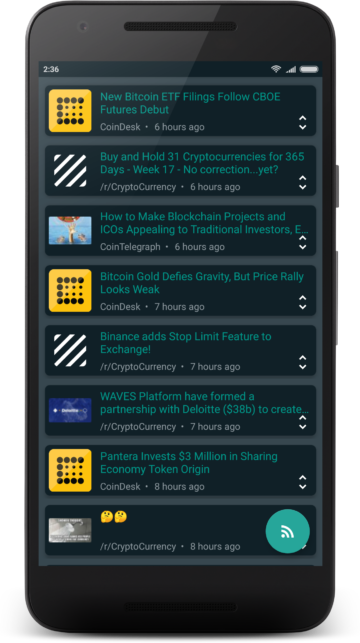 2:36
New Bitcoin ETF Filings Follow CBOE
Futures Debut
CoinDesk • 6 hours ago
Buy and Hold 31 Cryptocurrencies for 365
Days - Week 17 - No correction...yet?
/r/CryptoCurrency • 6 hours ago
How to Make Blockchain Projects and
ICOs Appealing to Traditional Investors, E…
CoinTelegraph • 6 hours ago
Bitcoin Gold Defies Gravity, But Price Rally
Looks Weak
CoinDesk • 7 hours ago
Binance adds Stop Limit Feature to
Exchange!
/r/CryptoCurrency • 7 hours ago
WAVES Platform have formed a
partnership with Deloitte ($38b) to create…
/r/CryptoCurrency • 7 hours ago
Pantera Invests $3 Million in Sharing
Economy Token Origin
CoinDesk • 8 hours ago
🤔🤔
/r/CryptoCurrency • 8 hours ago